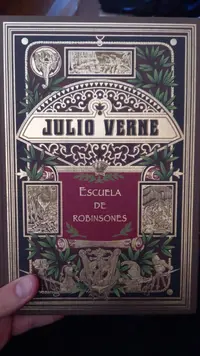 JULIO VERNE
ESCUELA
DE
ROBINSONES